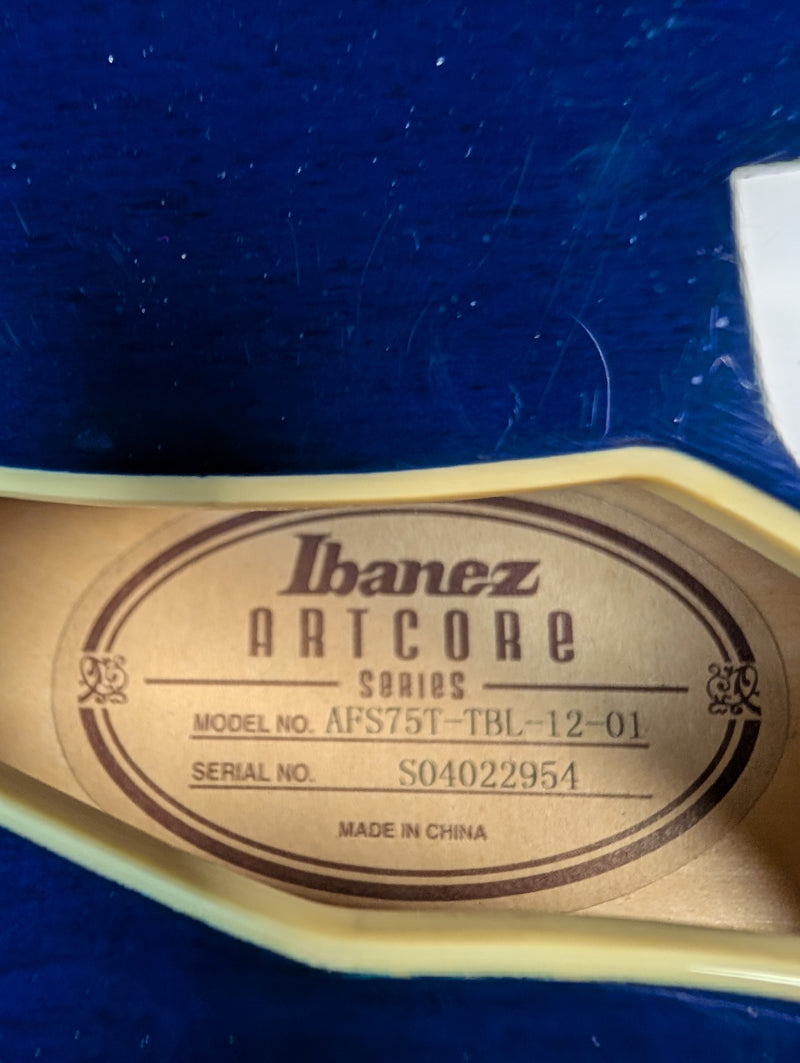 Ibanez
ARTCORE
SERIES
MODEL NO. AFS75T-TBL-12-01
SERIAL NO. S04022954
MADE IN CHINA